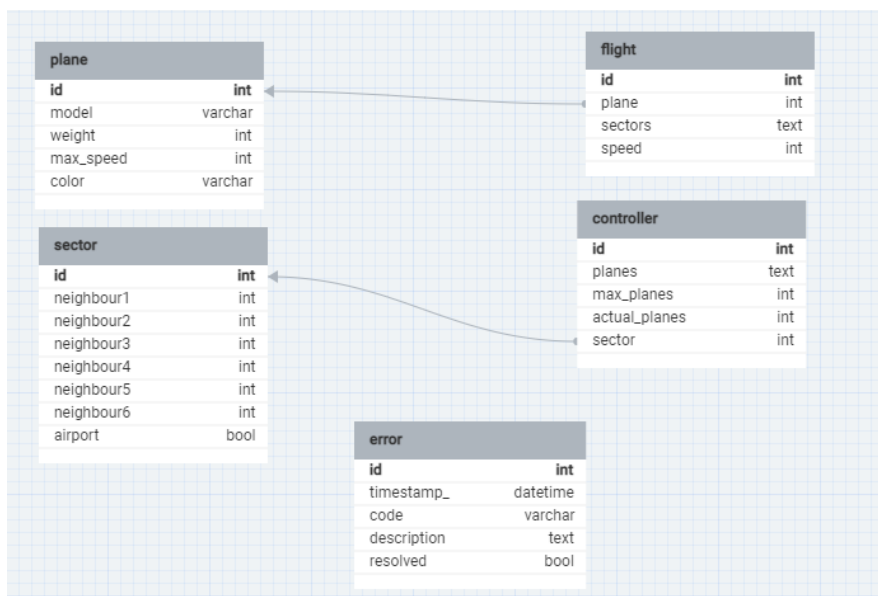 plane
id int
model varchar
weight int
max_speed int
color varchar
flight
id int
plane int
sectors text
speed int
sector
id int
neighbour1 int
neighbour2 int
neighbour3 int
neighbour4 int
neighbour5 int
neighbour6 int
airport bool
controller
id int
planes text
max_planes int
actual_planes int
sector int
error
id int
timestamp_ datetime
code varchar
description text
resolved bool